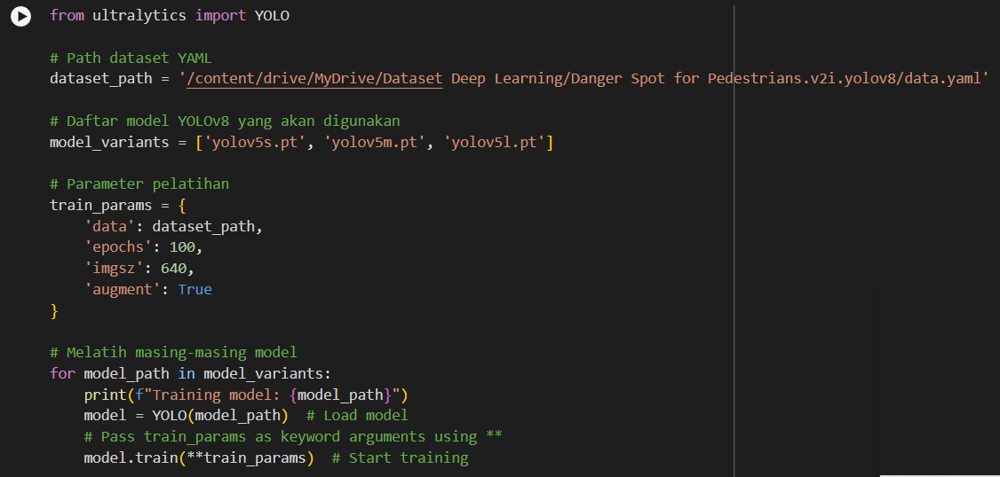 from ultralytics import YOLO
# Path dataset YAML
dataset_path = '/content/drive/MyDrive/Dataset Deep Learning/Danger Spot for Pedestrians.v2i.yolov8/data.yaml'
# Daftar model YOLOv8 yang akan digunakan
model_variants = ['yolov5s.pt', 'yolov5m.pt', 'yolov5l.pt']
# Parameter pelatihan
train_params = {
    'data': dataset_path,
    'epochs': 100,
    'imgsz': 640,
    'augment': True
}
# Melatih masing-masing model
for model_path in model_variants:
    print(f"Training model: {model_path}")
    model = YOLO(model_path)  # Load model
    # Pass train_params as keyword arguments using **
    model.train(**train_params)  # Start training